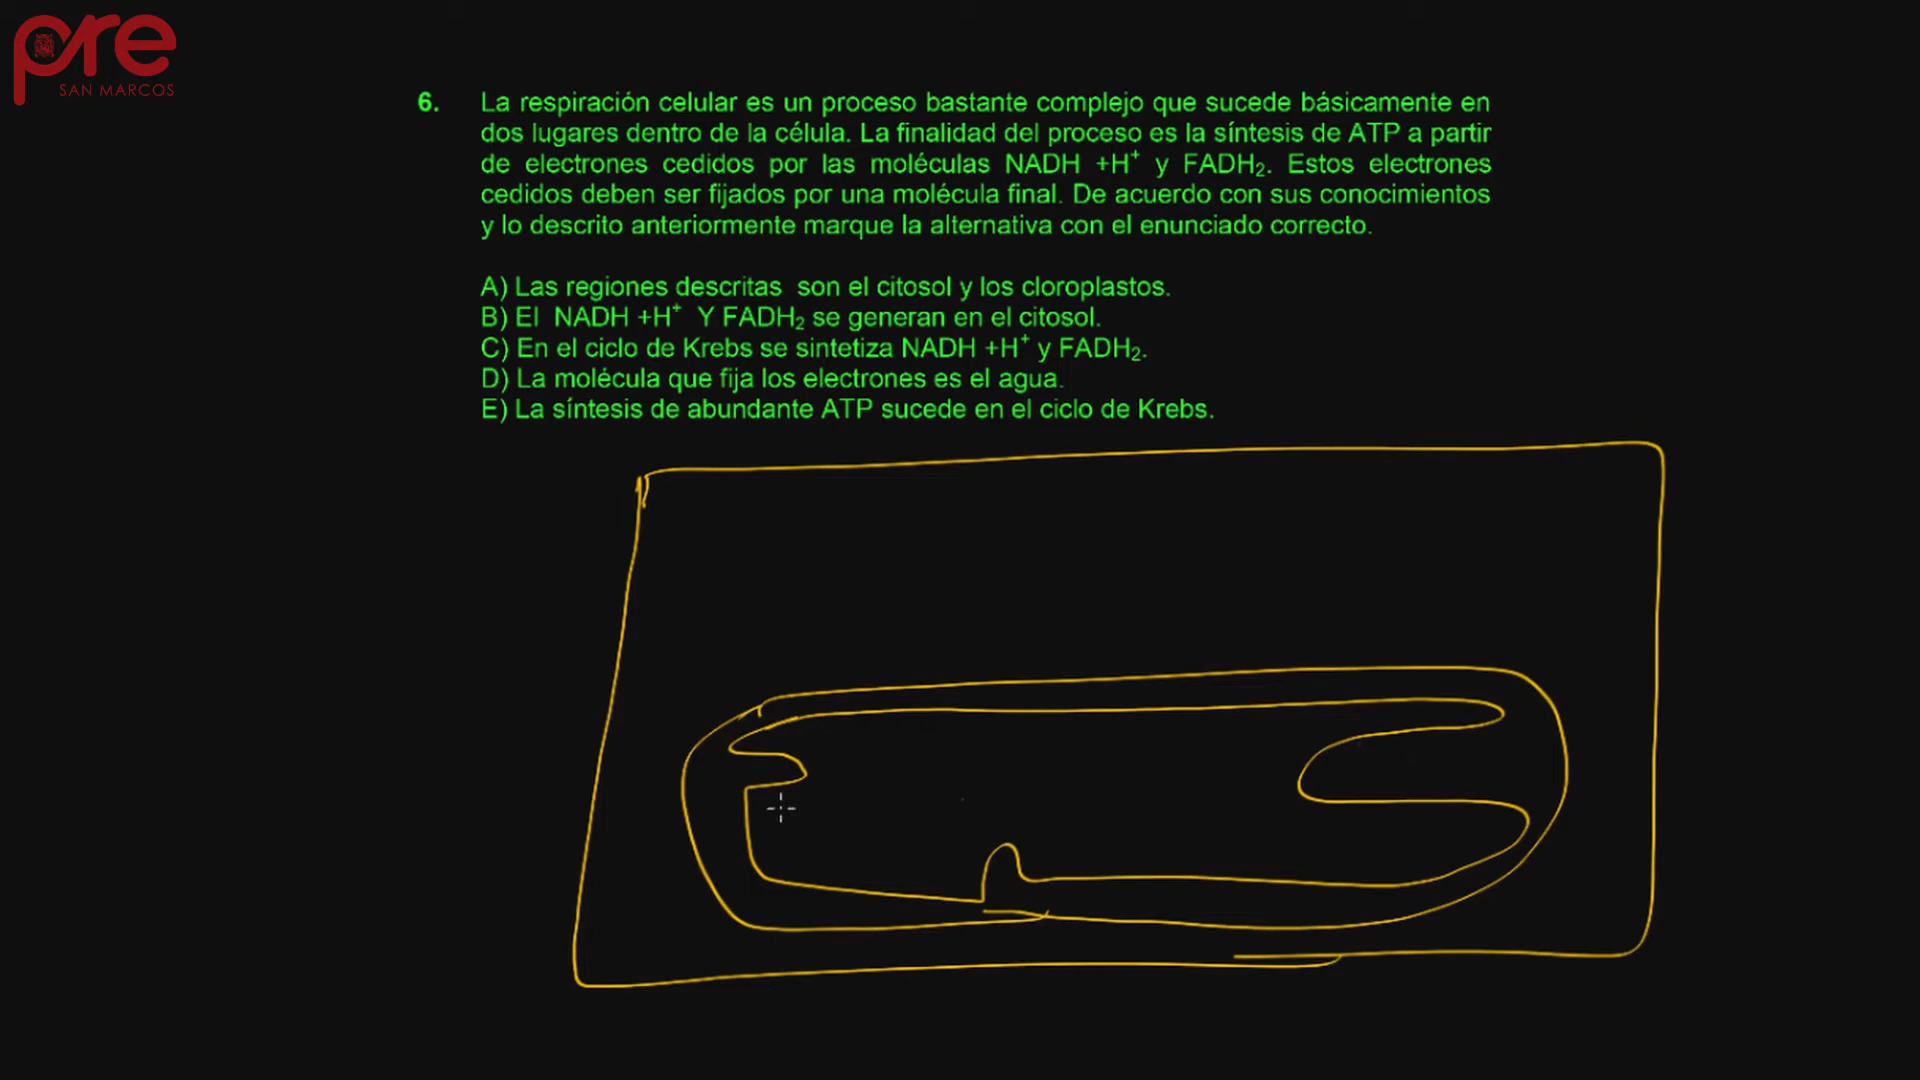 pre
SAN MARCOS
6. La respiración celular es un proceso bastante complejo que sucede básicamente en
dos lugares dentro de la célula. La finalidad del proceso es la síntesis de ATP a partir
de electrones cedidos por las moléculas NADH +H⁺ y FADH₂. Estos electrones
cedidos deben ser fijados por una molécula final. De acuerdo con sus conocimientos
y lo descrito anteriormente marque la alternativa con el enunciado correcto.
A) Las regiones descritas son el citosol y los cloroplastos.
B) El NADH +H⁺ Y FADH₂ se generan en el citosol.
C) En el ciclo de Krebs se sintetiza NADH +H⁺ y FADH₂.
D) La molécula que fija los electrones es el agua.
E) La síntesis de abundante ATP sucede en el ciclo de Krebs.